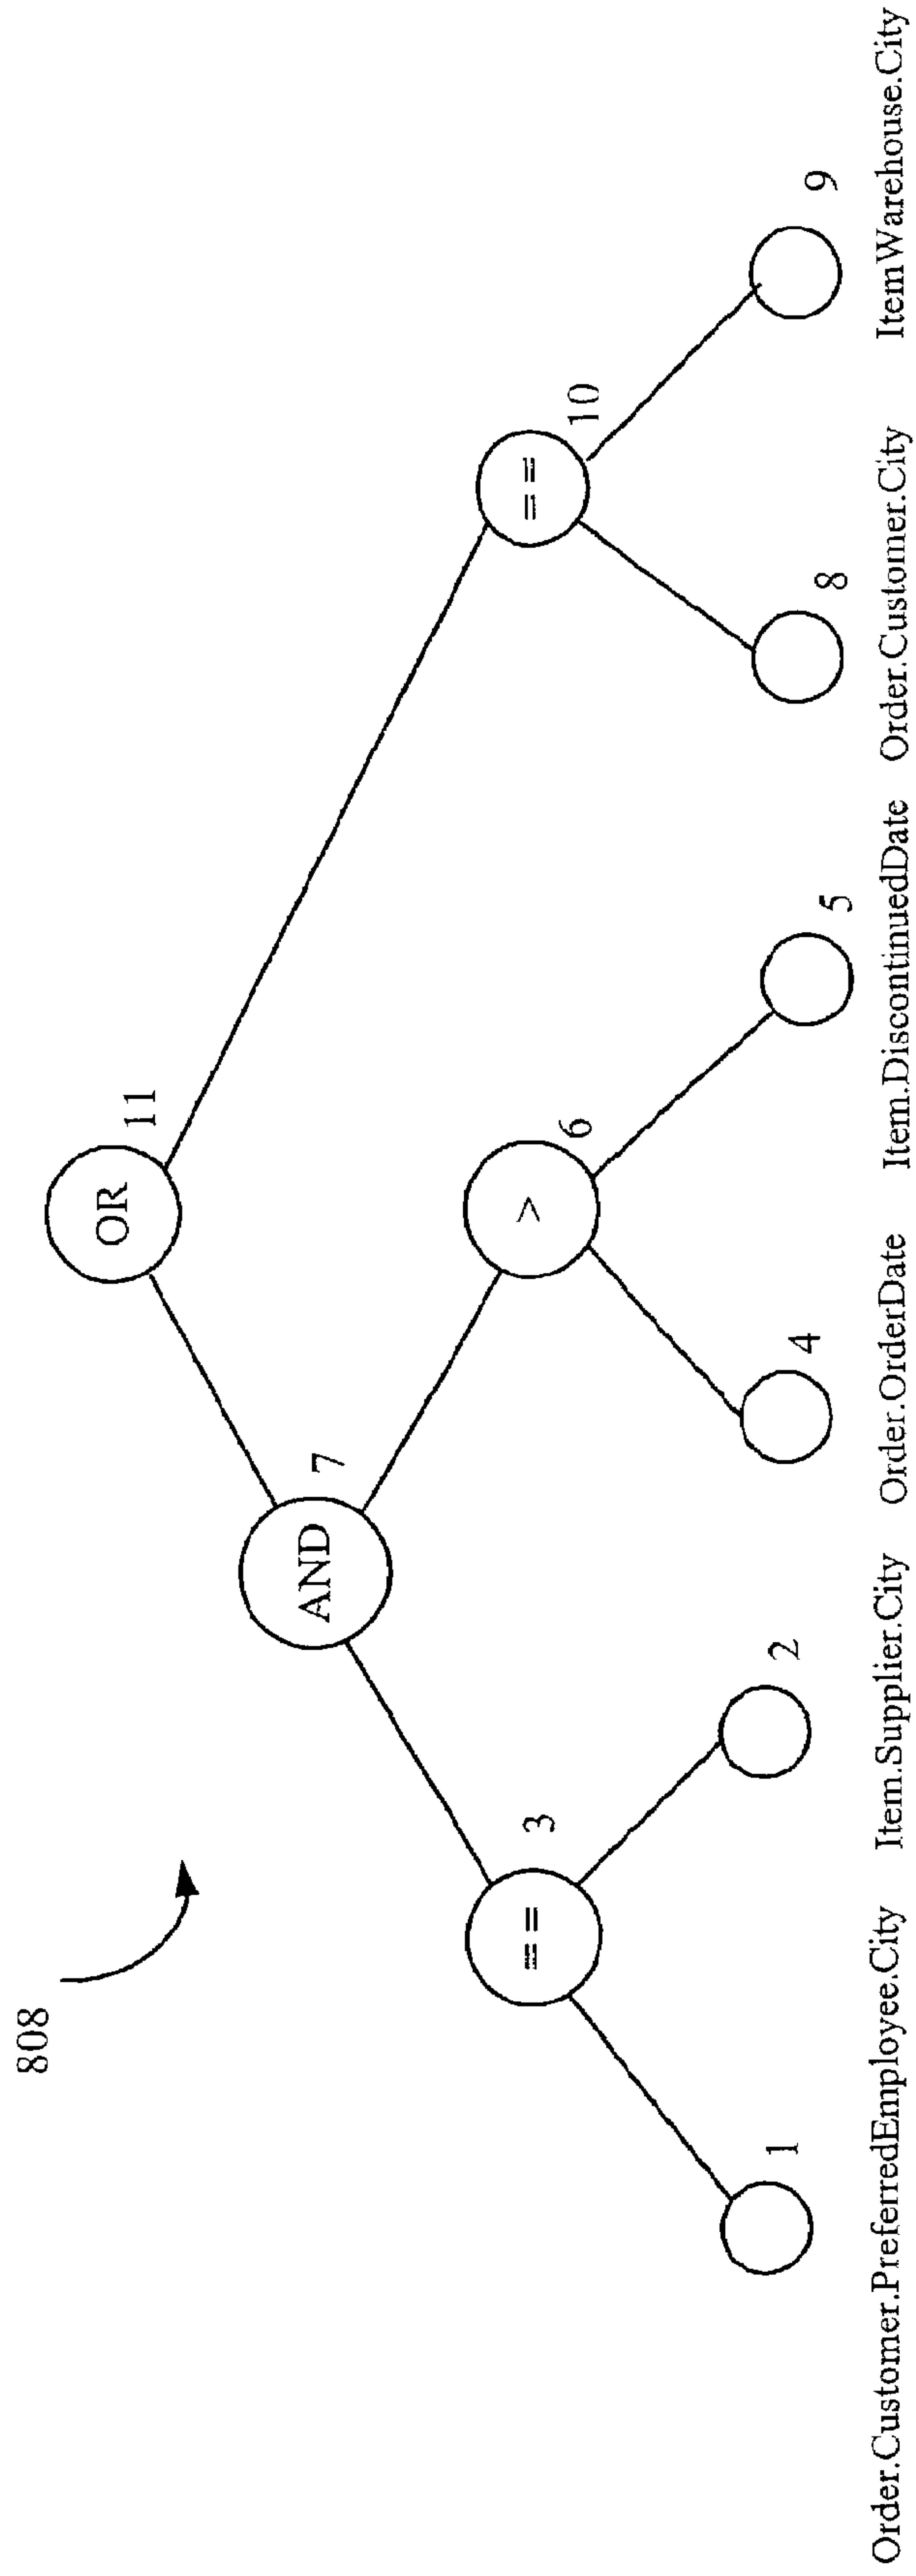 808
OR
11
AND
7
==
3
>
6
==
10
1
2
4
5
8
9
Order.Customer.PreferredEmployee.City
Item.Supplier.City
Order.OrderDate
Item.DiscontinuedDate
Order.Customer.City
ItemWarehouse.City